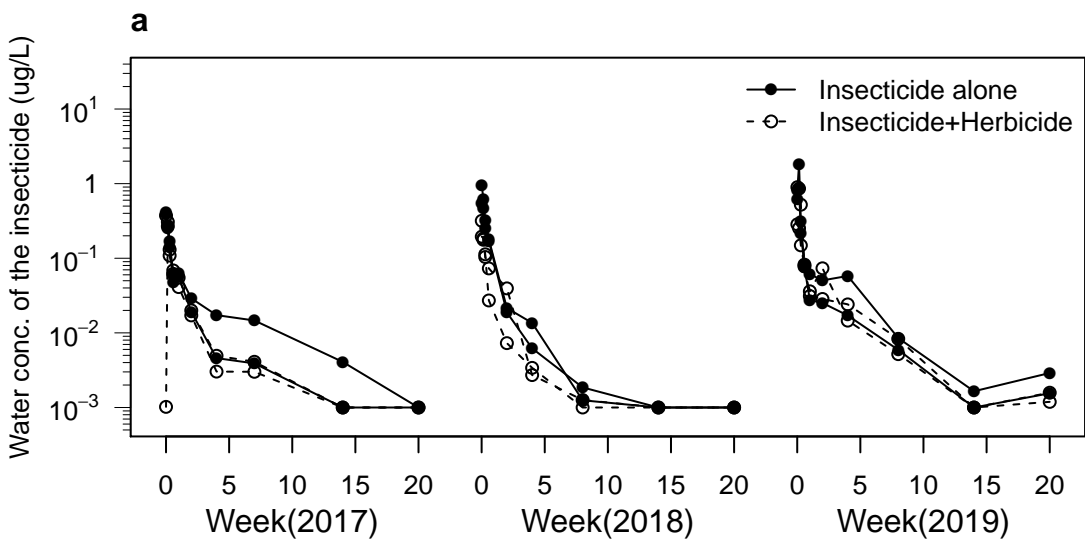 a
Water conc. of the insecticide (ug/L)
Insecticide alone
Insecticide+Herbicide
10¹
1
10⁻¹
10⁻²
10⁻³
0 5 10 15 20 0 5 10 15 20 0 5 10 15 20
Week(2017) Week(2018) Week(2019)